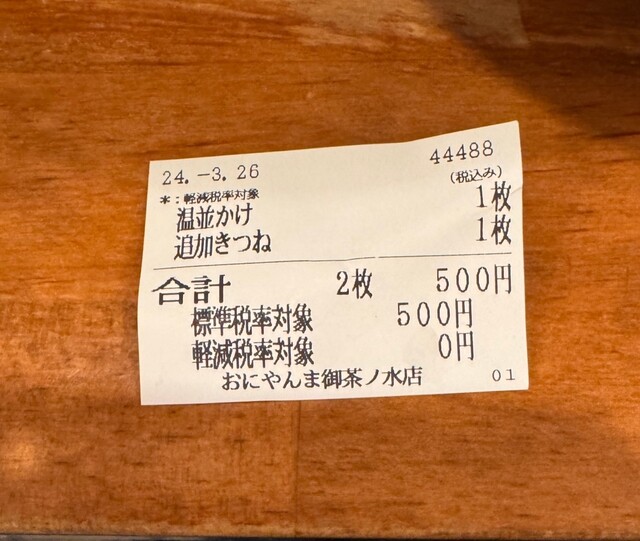 24.-3.26 44488
*:軽減税率対象 (税込み)
温並かけ 1枚
追加きつね 1枚
合計 2枚 500円
標準税率対象 500円
軽減税率対象 0円
おにやんま御茶ノ水店 01